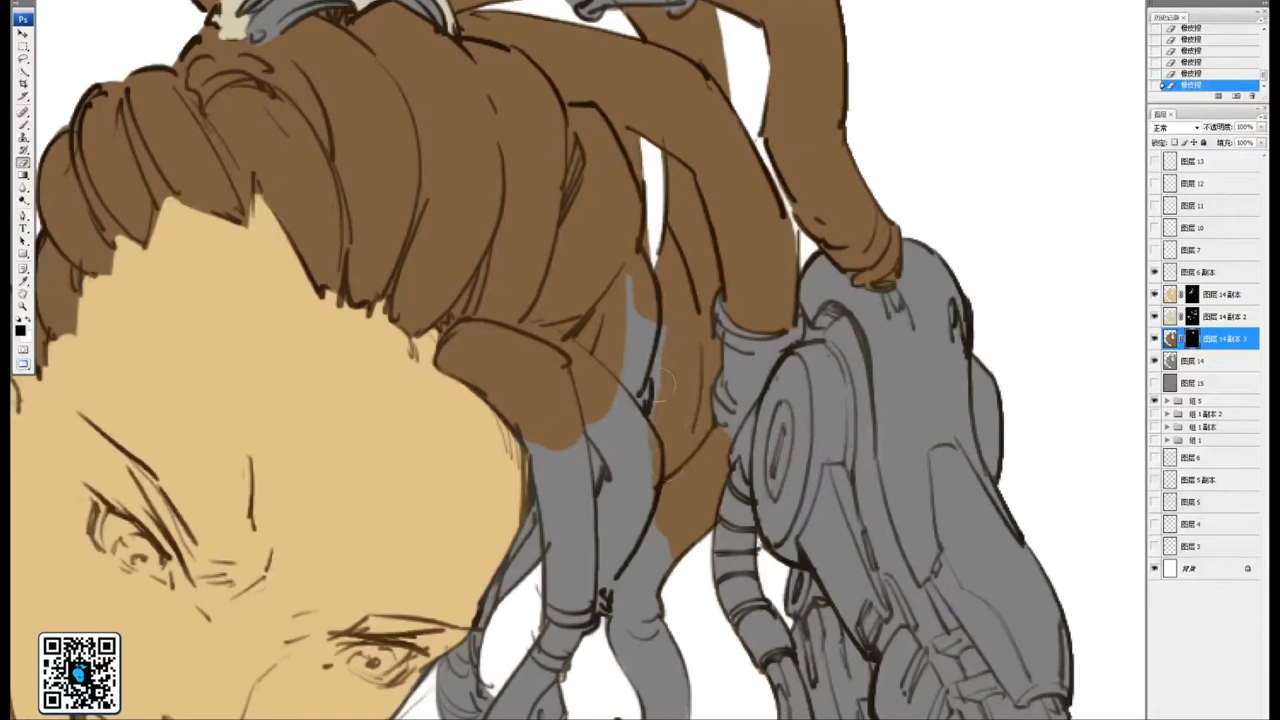 Ps
历史记录 ×
橡皮擦
橡皮擦
橡皮擦
橡皮擦
橡皮擦
橡皮擦
图层 ×
正常 不透明度: 100%
锁定: 填充: 100%
图层 13
图层 12
图层 11
图层 10
图层 7
图层 6 副本
图层 14 副本
图层 14 副本 2
图层 14 副本 3
图层 14
图层 15
组 5
组 1 副本 2
组 1 副本
组 1
图层 6
图层 5 副本
图层 5
图层 4
图层 3
背景